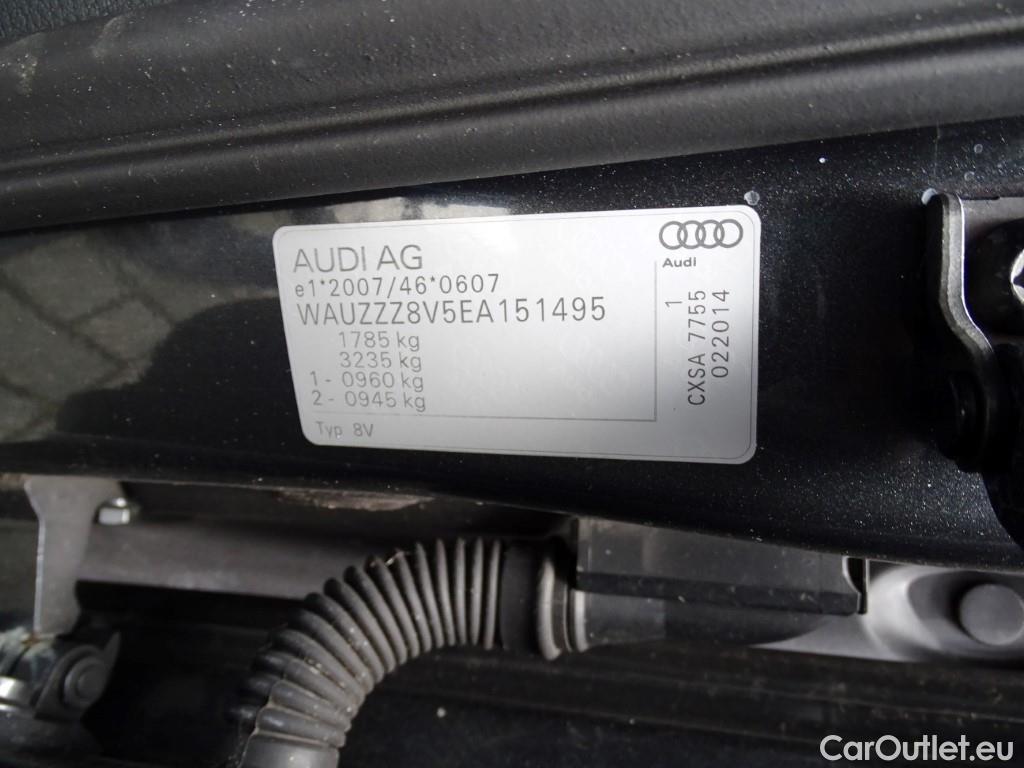 AUDI AG
e1*2007/46*0607
WAUZZZ8V5EA151495
1785 kg
3235 kg
1 - 0960 kg
2 - 0945 kg
Typ 8V
Audi
1
CXSA 7755
022014
CarOutlet.eu